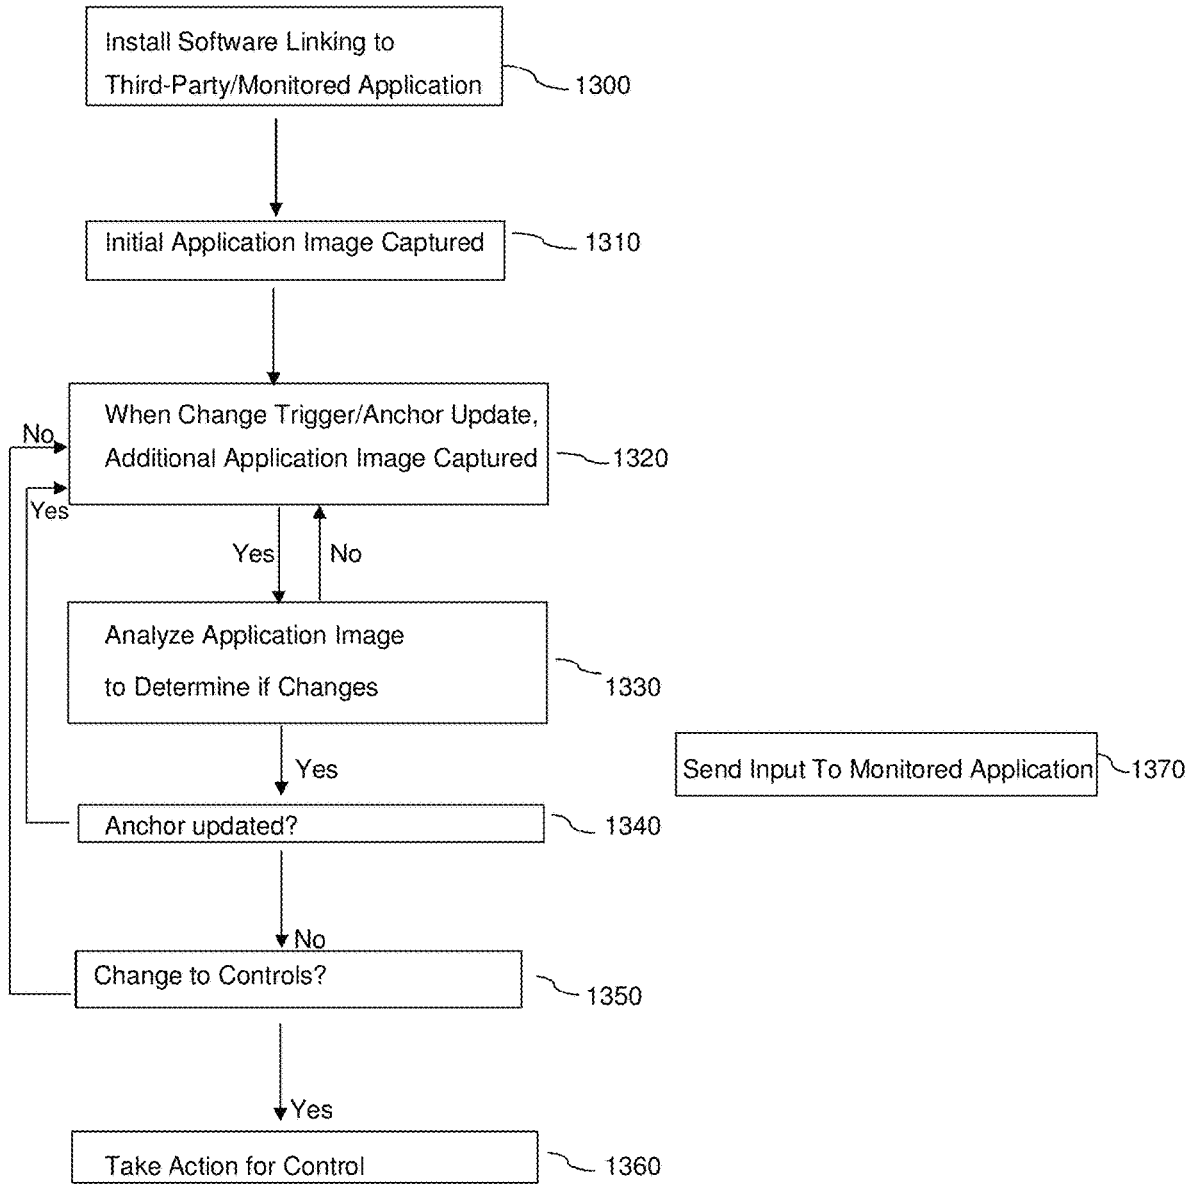 Install Software Linking to
Third-Party/Monitored Application
1300
Initial Application Image Captured
1310
When Change Trigger/Anchor Update,
Additional Application Image Captured
1320
No
Yes
Yes
No
Analyze Application Image
to Determine if Changes
1330
Yes
Send Input To Monitored Application
1370
Anchor updated?
1340
No
Change to Controls?
1350
Yes
Take Action for Control
1360